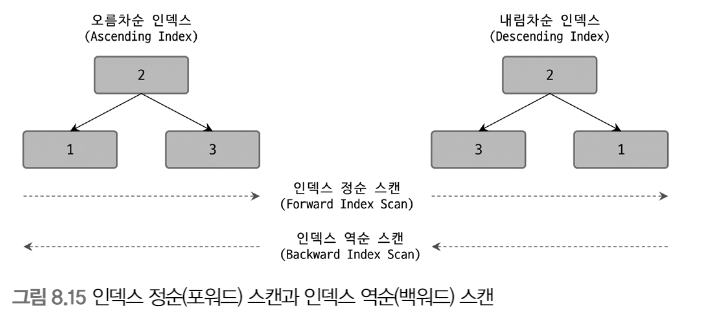 오름차순 인덱스
(Ascending Index)
내림차순 인덱스
(Descending Index)
2
2
1
3
3
1
인덱스 정순 스캔
(Forward Index Scan)
인덱스 역순 스캔
(Backward Index Scan)
그림 8.15 인덱스 정순(포워드) 스캔과 인덱스 역순(백워드) 스캔